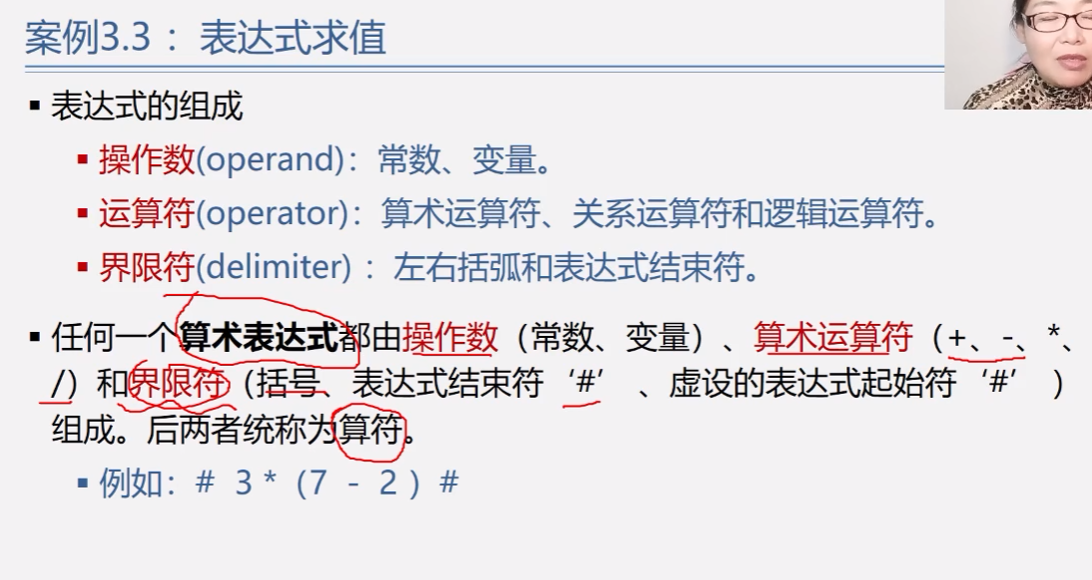 案例3.3 ：表达式求值
▪ 表达式的组成
▪ 操作数(operand)：常数、变量。
▪ 运算符(operator)：算术运算符、关系运算符和逻辑运算符。
▪ 界限符(delimiter) ：左右括弧和表达式结束符。
▪ 任何一个算术表达式都由操作数（常数、变量）、算术运算符（+、-、*、
/）和界限符（括号、表达式结束符‘#’ 、虚设的表达式起始符‘#’ ）
组成。后两者统称为算符。
▪ 例如：# 3 *（7 - 2 ）#